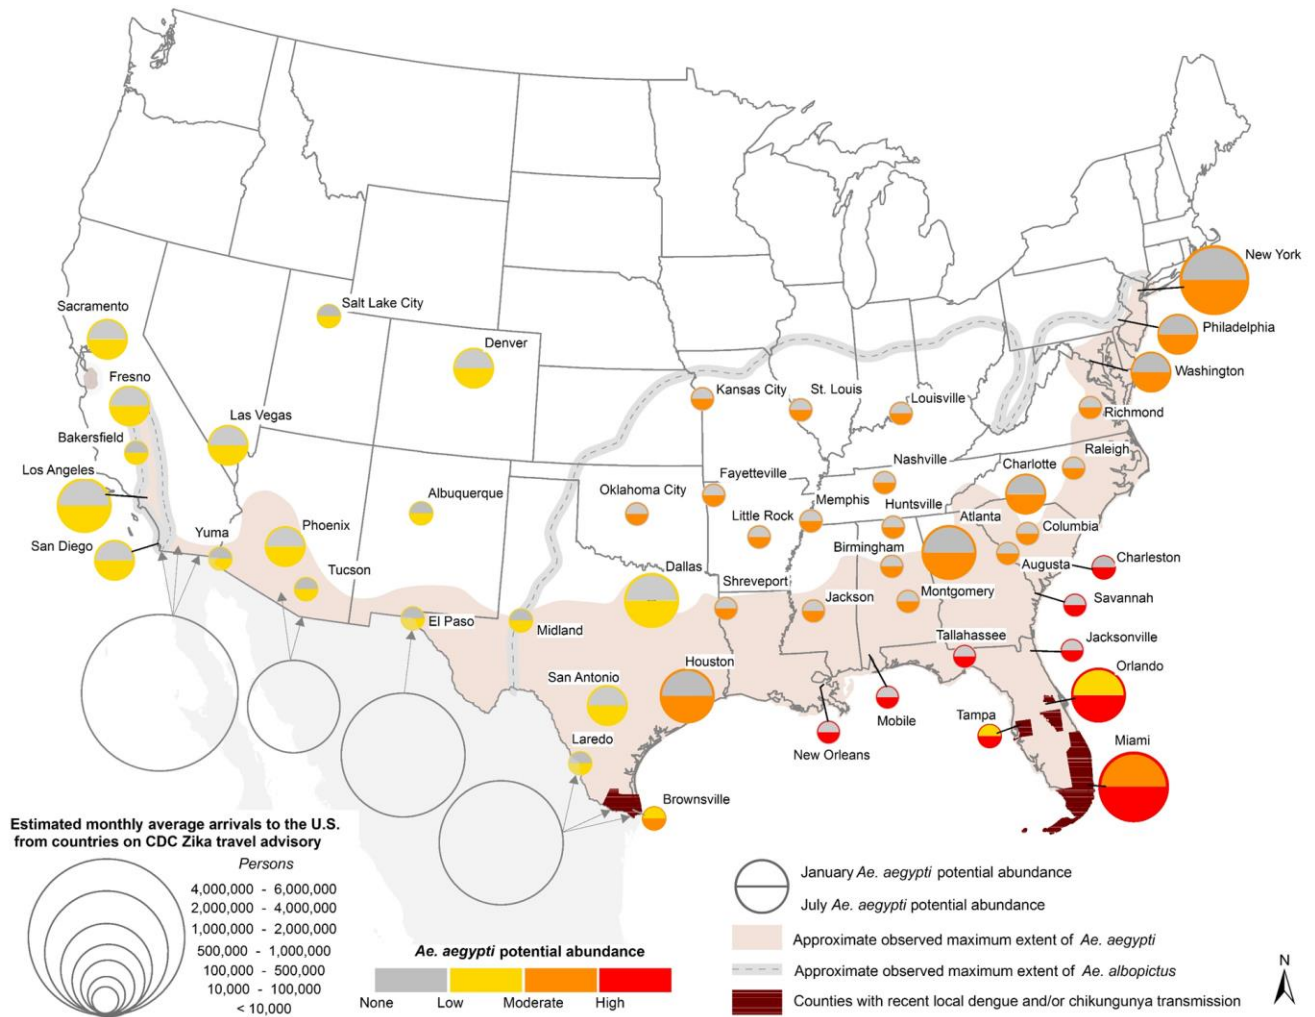 New York
Sacramento
Salt Lake City
Philadelphia
Denver
Washington
Fresno
Kansas City
St. Louis
Louisville
Las Vegas
Richmond
Bakersfield
Raleigh
Los Angeles
Nashville
Charlotte
Fayetteville
Albuquerque
Oklahoma City
Memphis
Huntsville
Little Rock
Atlanta
Columbia
Phoenix
Yuma
San Diego
Birmingham
Charleston
Augusta
Tucson
Dallas
Shreveport
Savannah
Jackson
Montgomery
El Paso
Midland
Tallahassee
Jacksonville
Houston
Orlando
San Antonio
Tampa
Mobile
Laredo
Miami
New Orleans
Brownsville
Estimated monthly average arrivals to the U.S.
from countries on CDC Zika travel advisory
Persons
4,000,000 - 6,000,000
2,000,000 - 4,000,000
1,000,000 - 2,000,000
500,000 - 1,000,000
100,000 - 500,000
10,000 - 100,000
< 10,000
Ae. aegypti potential abundance
None Low Moderate High
January Ae. aegypti potential abundance
July Ae. aegypti potential abundance
Approximate observed maximum extent of Ae. aegypti
Approximate observed maximum extent of Ae. albopictus
Counties with recent local dengue and/or chikungunya transmission
N